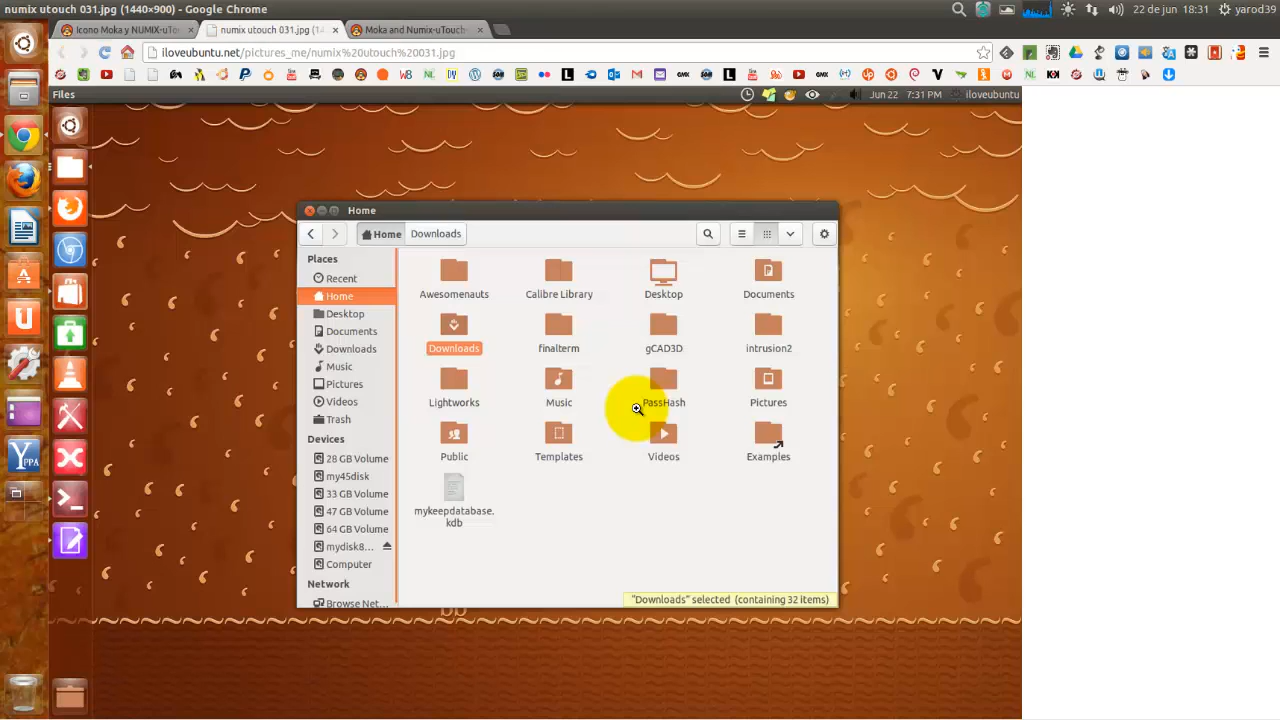 numix utouch 031.jpg (1440×900) - Google Chrome
22 de jun 18:31
yarod39
Icono Moka y NUMIX-uTo
numix utouch 031.jpg (14
Moka and Numix-uTouch
iloveubuntu.net/pictures_me/numix%20utouch%20031.jpg
Files
Jun 22
7:31 PM
iloveubuntu
Home
Home
Downloads
Places
Recent
Home
Desktop
Documents
Downloads
Music
Pictures
Videos
Trash
Devices
28 GB Volume
my45disk
33 GB Volume
47 GB Volume
64 GB Volume
mydisk8...
Computer
Network
Browse Net...
Awesomenauts
Calibre Library
Desktop
Documents
Downloads
finalterm
gCAD3D
intrusion2
Lightworks
Music
PassHash
Pictures
Public
Templates
Videos
Examples
mykeepdatabase.
kdb
"Downloads" selected (containing 32 items)